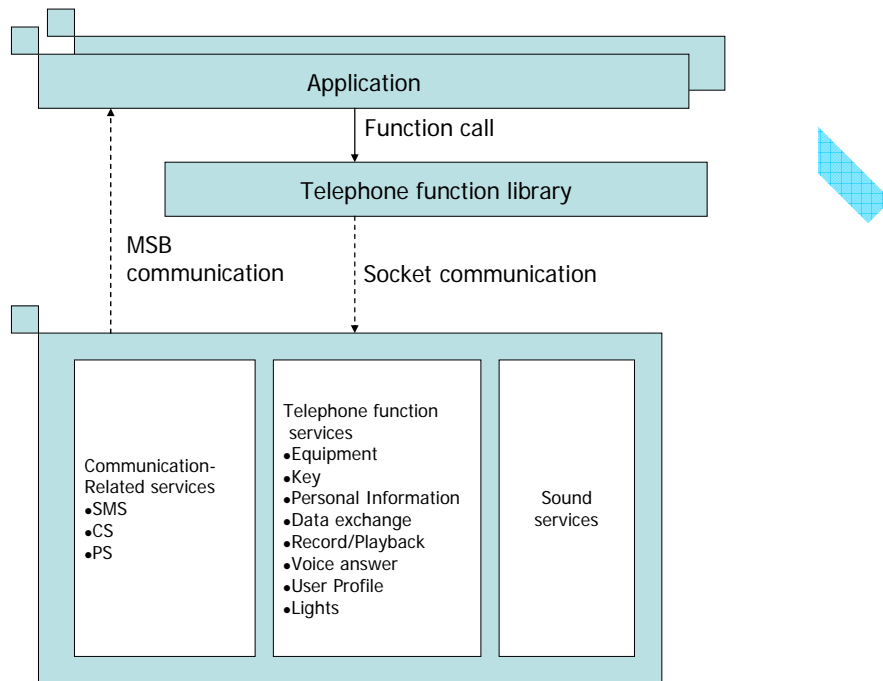 Application
Function call
Telephone function library
MSB
communication
Socket communication
Communication-
Related services
●SMS
●CS
●PS
Telephone function
services
●Equipment
●Key
●Personal Information
●Data exchange
●Record/Playback
●Voice answer
●User Profile
●Lights
Sound
services